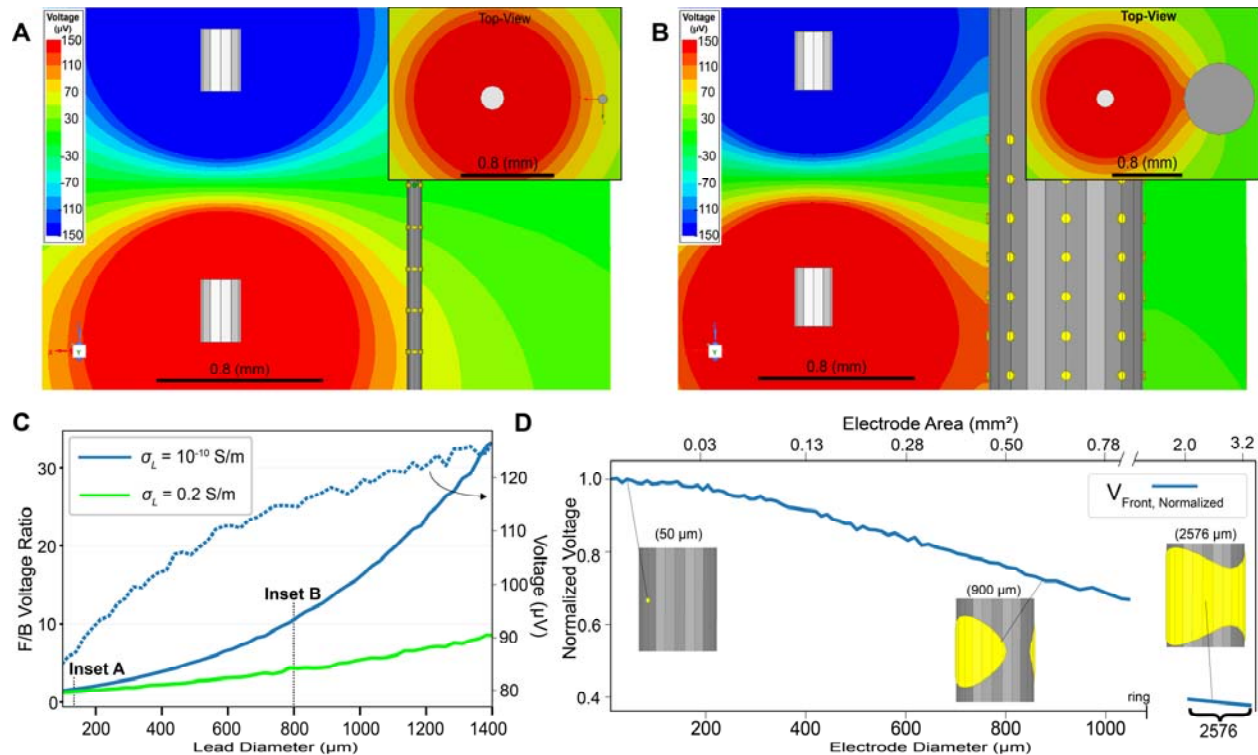 A
Voltage
(µV)
150
110
70
30
-30
-70
-110
-150
Top-View
0.8 (mm)
0.8 (mm)
X
Y
B
Voltage
(µV)
150
110
70
30
-30
-70
-110
-150
Top-View
0.8 (mm)
0.8 (mm)
Y
C
F/B Voltage Ratio
30
20
10
0
σL = 10⁻¹⁰ S/m
σL = 0.2 S/m
Inset A
Inset B
120
110
100
90
80
Voltage (µV)
200
400
600
800
1000
1200
1400
Lead Diameter (µm)
D
Electrode Area (mm²)
0.03
0.13
0.28
0.50
0.78
2.0
3.2
Normalized Voltage
1.0
0.8
0.6
0.4
VFront, Normalized
(50 µm)
(900 µm)
(2576 µm)
ring
200
400
600
800
1000
2576
Electrode Diameter (µm)